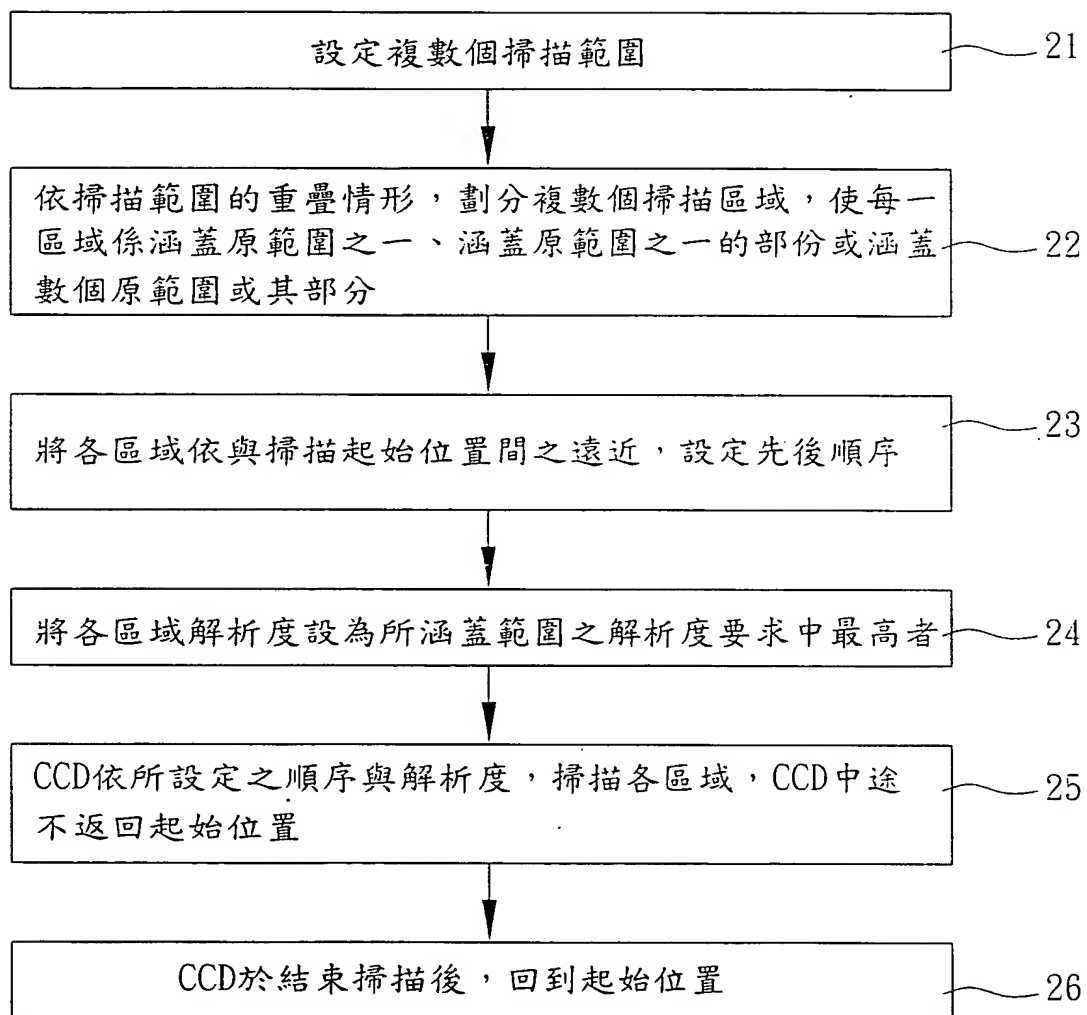 設定複數個掃描範圍
21
依掃描範圍的重疊情形,劃分複數個掃描區域,使每一
區域係涵蓋原範圍之一、涵蓋原範圍之一的部份或涵蓋
數個原範圍或其部分
22
將各區域依與掃描起始位置間之遠近,設定先後順序
23
將各區域解析度設為所涵蓋範圍之解析度要求中最高者
24
CCD依所設定之順序與解析度,掃描各區域,CCD中途
不返回起始位置
25
CCD於結束掃描後,回到起始位置
26